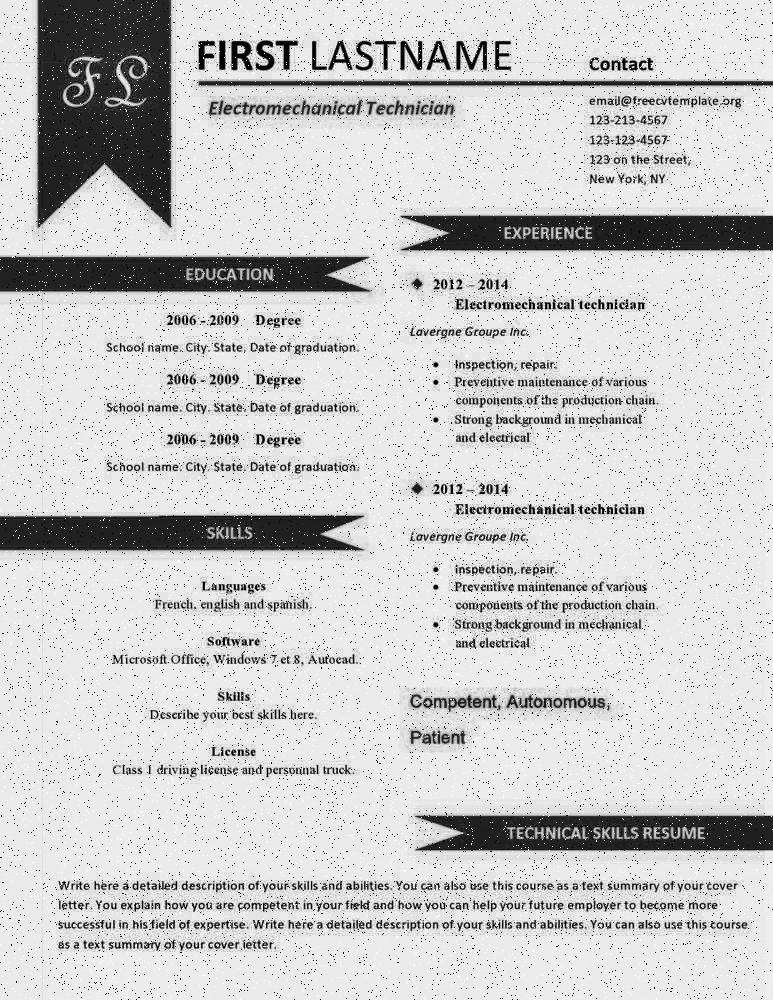 FL
FIRST LASTNAME
Electromechanical Technician
Contact
email@freecvtemplate.org
123-213-4567
123-123-4567
123 on the Street,
New York, NY
EDUCATION
2006 - 2009 Degree
School name. City. State. Date of graduation.
2006 - 2009 Degree
School name. City. State. Date of graduation.
2006 - 2009 Degree
School name. City. State. Date of graduation.
SKILLS
Languages
French, english and spanish.
Software
Microsoft Office, Windows 7 et 8, Autocad.
Skills
Describe your best skills here.
License
Class 1 driving license and personnal truck.
EXPERIENCE
◆ 2012 – 2014
Electromechanical technician
Lavergne Groupe Inc.
• Inspection, repair.
• Preventive maintenance of various
components of the production chain.
• Strong background in mechanical
and electrical
◆ 2012 – 2014
Electromechanical technician
Lavergne Groupe Inc.
• Inspection, repair.
• Preventive maintenance of various
components of the production chain.
• Strong background in mechanical
and electrical
Competent, Autonomous,
Patient
TECHNICAL SKILLS RESUME
Write here a detailed description of your skills and abilities. You can also use this course as a text summary of your cover
letter. You explain how you are competent in your field and how you can help your future employer to become more
successful in his field of expertise. Write here a detailed description of your skills and abilities. You can also use this course
as a text summary of your cover letter.